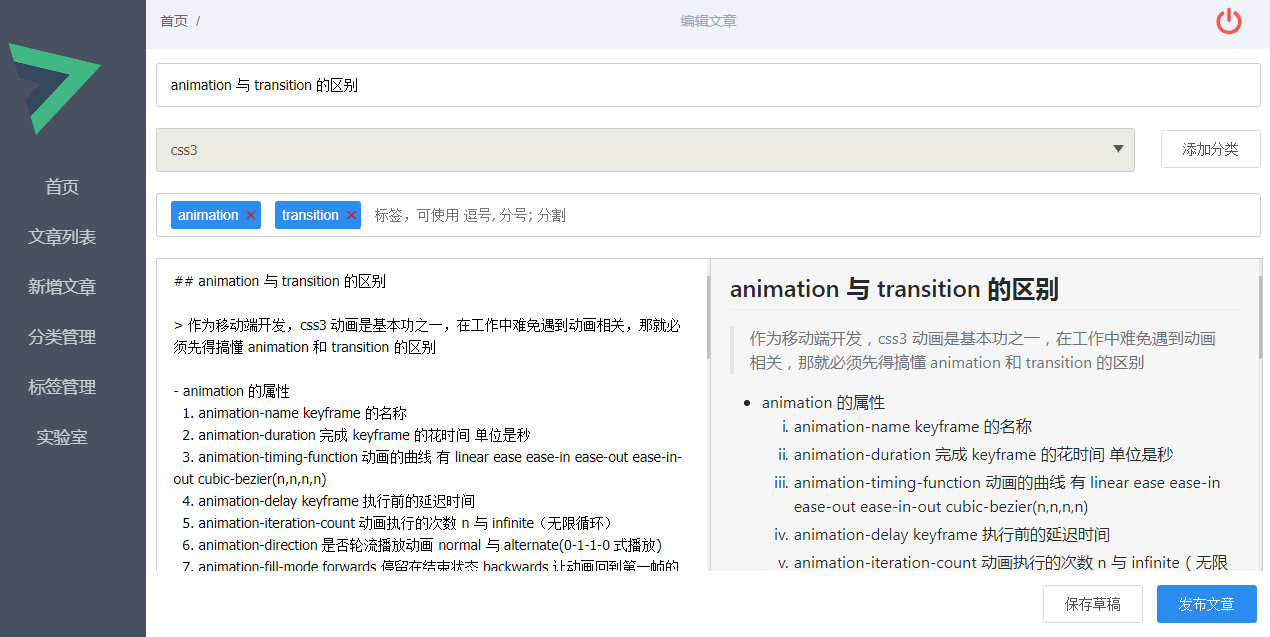 首页 /
编辑文章
首页
文章列表
新增文章
分类管理
标签管理
实验室
animation 与 transition 的区别
css3
添加分类
animation × transition × 标签，可使用 逗号, 分号; 分割
## animation 与 transition 的区别
> 作为移动端开发，css3 动画是基本功之一，在工作中难免遇到动画相关，那就必
须先得搞懂 animation 和 transition 的区别
- animation 的属性
1. animation-name keyframe 的名称
2. animation-duration 完成 keyframe 的花时间 单位是秒
3. animation-timing-function 动画的曲线 有 linear ease ease-in ease-out ease-in-
out cubic-bezier(n,n,n,n)
4. animation-delay keyframe 执行前的延迟时间
5. animation-iteration-count 动画执行的次数 n 与 infinite（无限循环）
6. animation-direction 是否轮流播放动画 normal 与 alternate(0-1-1-0 式播放)
7. animation-fill-mode forwards 停留在结束状态 backwards 让动画回到第一帧的
animation 与 transition 的区别
作为移动端开发，css3 动画是基本功之一，在工作中难免遇到动画
相关，那就必须先得搞懂 animation 和 transition 的区别
• animation 的属性
i. animation-name keyframe 的名称
ii. animation-duration 完成 keyframe 的花时间 单位是秒
iii. animation-timing-function 动画的曲线 有 linear ease ease-in
ease-out ease-in-out cubic-bezier(n,n,n,n)
iv. animation-delay keyframe 执行前的延迟时间
v. animation-iteration-count 动画执行的次数 n 与 infinite（无限
保存草稿
发布文章